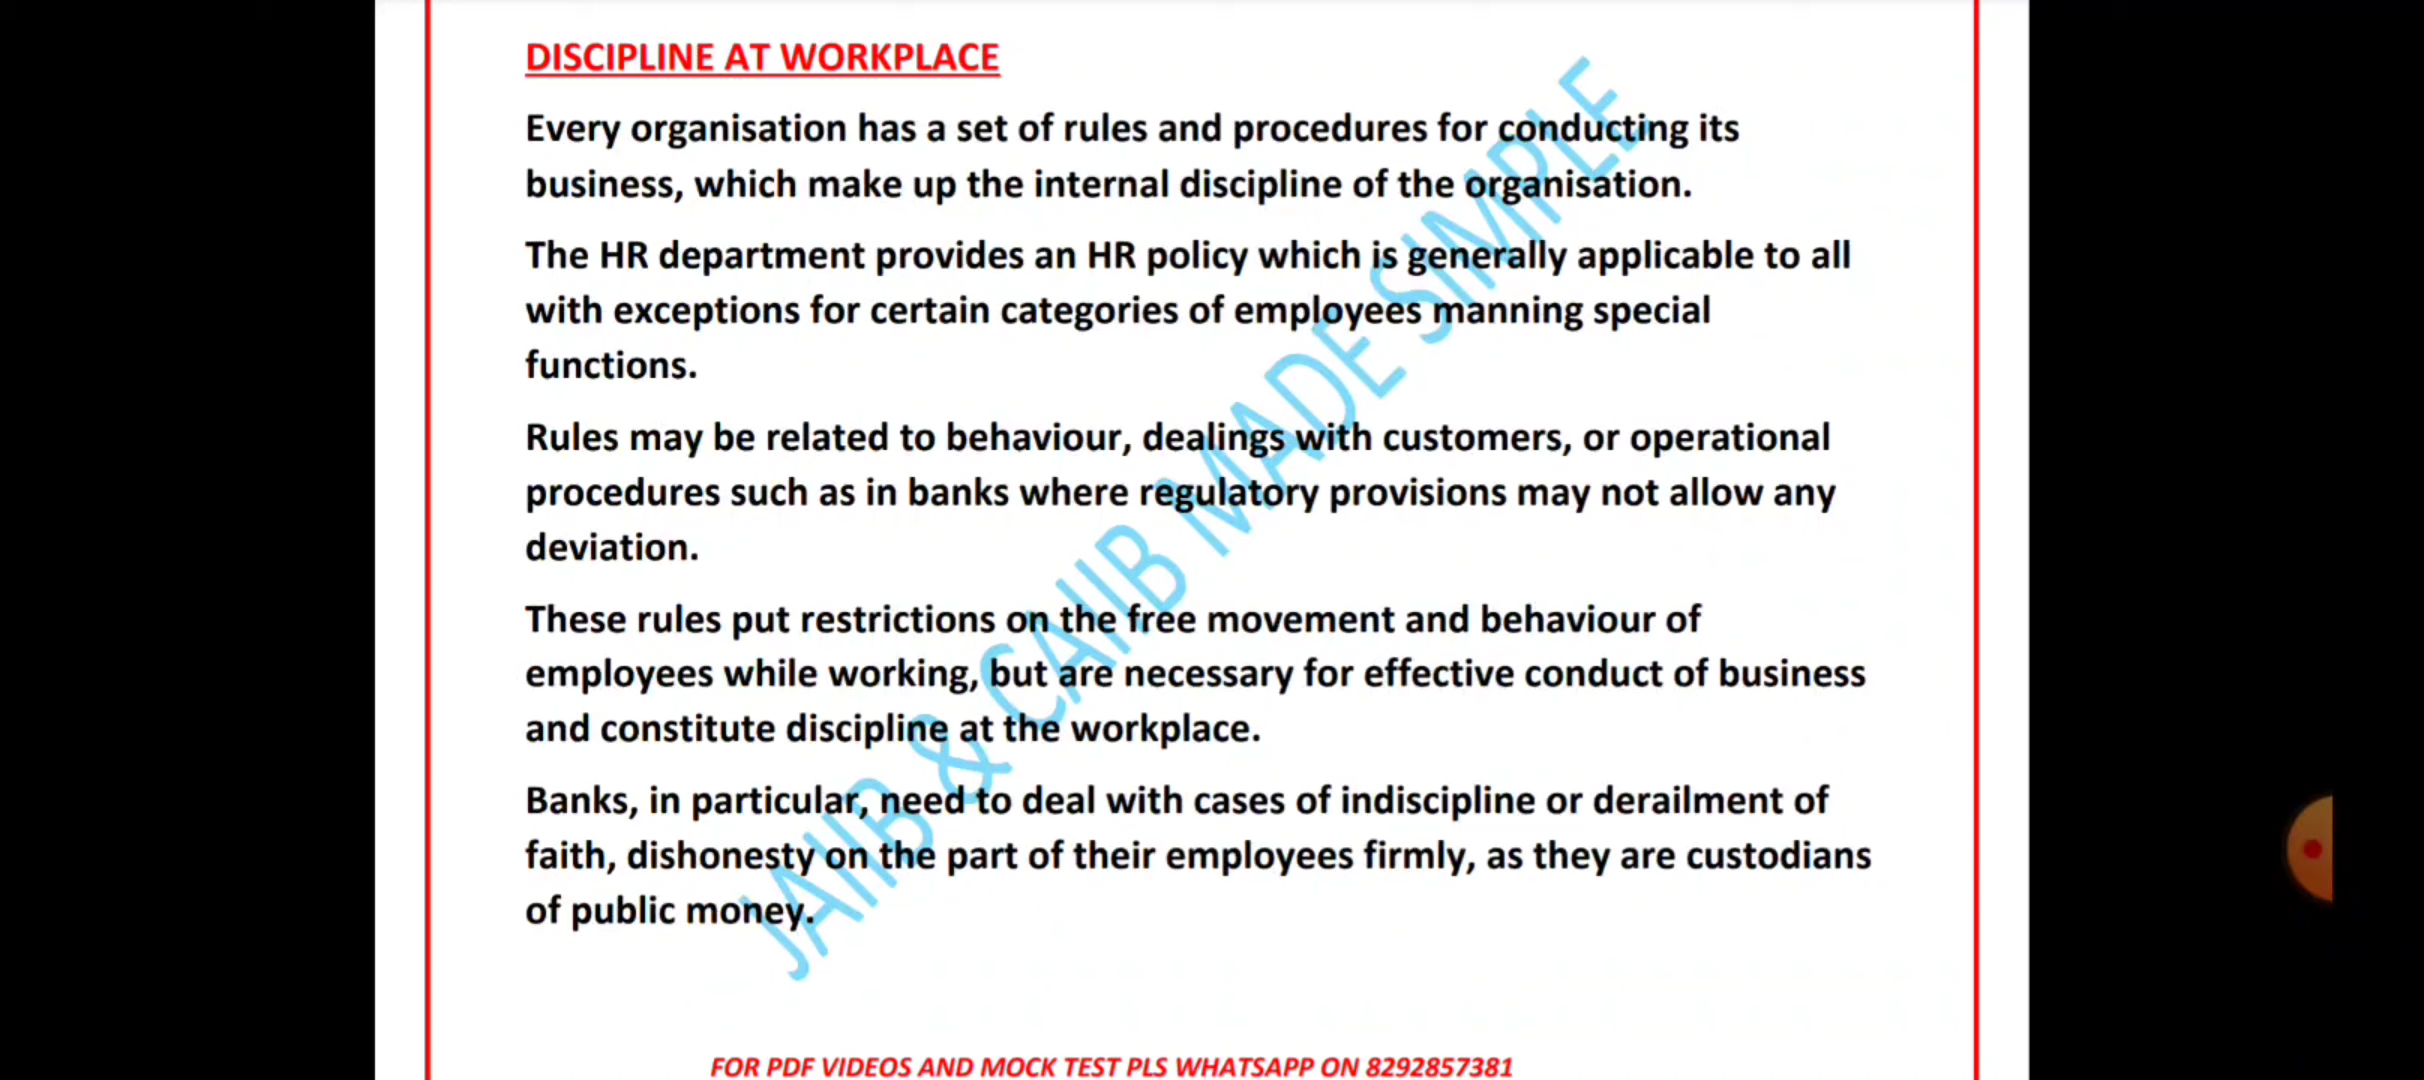 DISCIPLINE AT WORKPLACE
Every organisation has a set of rules and procedures for conducting its
business, which make up the internal discipline of the organisation.
The HR department provides an HR policy which is generally applicable to all
with exceptions for certain categories of employees manning special
functions.
Rules may be related to behaviour, dealings with customers, or operational
procedures such as in banks where regulatory provisions may not allow any
deviation.
These rules put restrictions on the free movement and behaviour of
employees while working, but are necessary for effective conduct of business
and constitute discipline at the workplace.
Banks, in particular, need to deal with cases of indiscipline or derailment of
faith, dishonesty on the part of their employees firmly, as they are custodians
of public money.
JAIIB & CAIIB MADE SIMPLE
FOR PDF VIDEOS AND MOCK TEST PLS WHATSAPP ON 8292857381